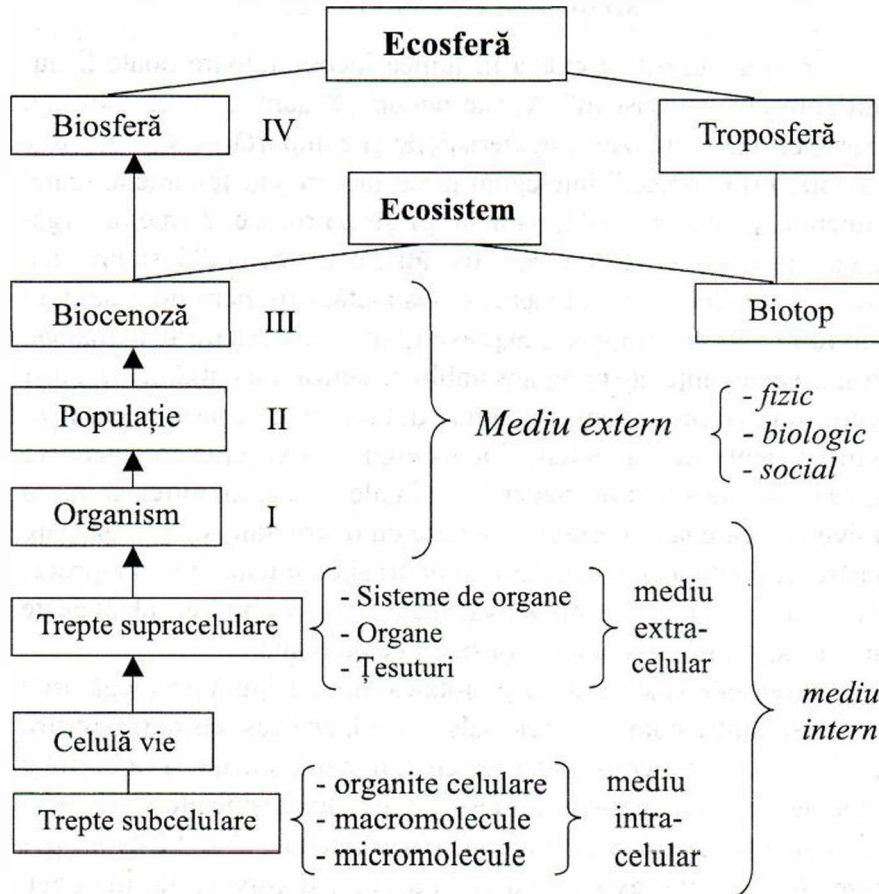 Ecosferă
Biosferă IV
Troposferă
Ecosistem
Biocenoză III
Biotop
Populație II
Mediu extern
- fizic
- biologic
- social
Organism I
Trepte supracelulare
- Sisteme de organe
- Organe
- Țesuturi
mediu
extra-
celular
mediu
intern
Celulă vie
Trepte subcelulare
- organite celulare
- macromolecule
- micromolecule
mediu
intra-
celular